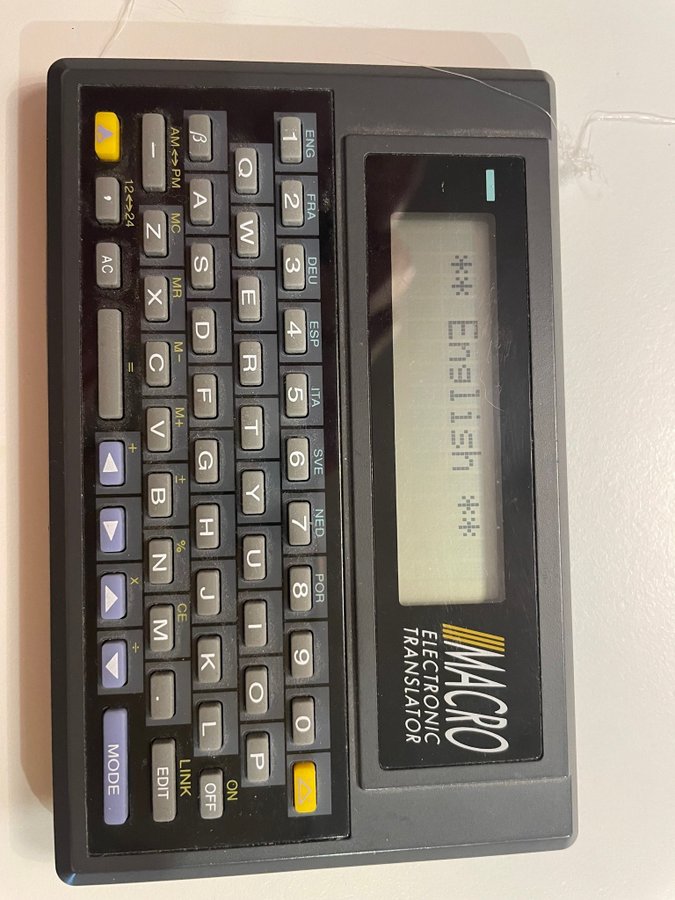 ** English **
MACRO
ELECTRONIC
TRANSLATOR
ENG FRA DEU ESP ITA SVE NED POR
1 2 3 4 5 6 7 8 9 0
Q W E R T Y U I O P
ON
β A S D F G H J K L OFF
AM<->PM MC MR M− M+ ± % CE LINK
− Z X C V B N M . EDIT
12<->24 = + × ÷
, AC MODE